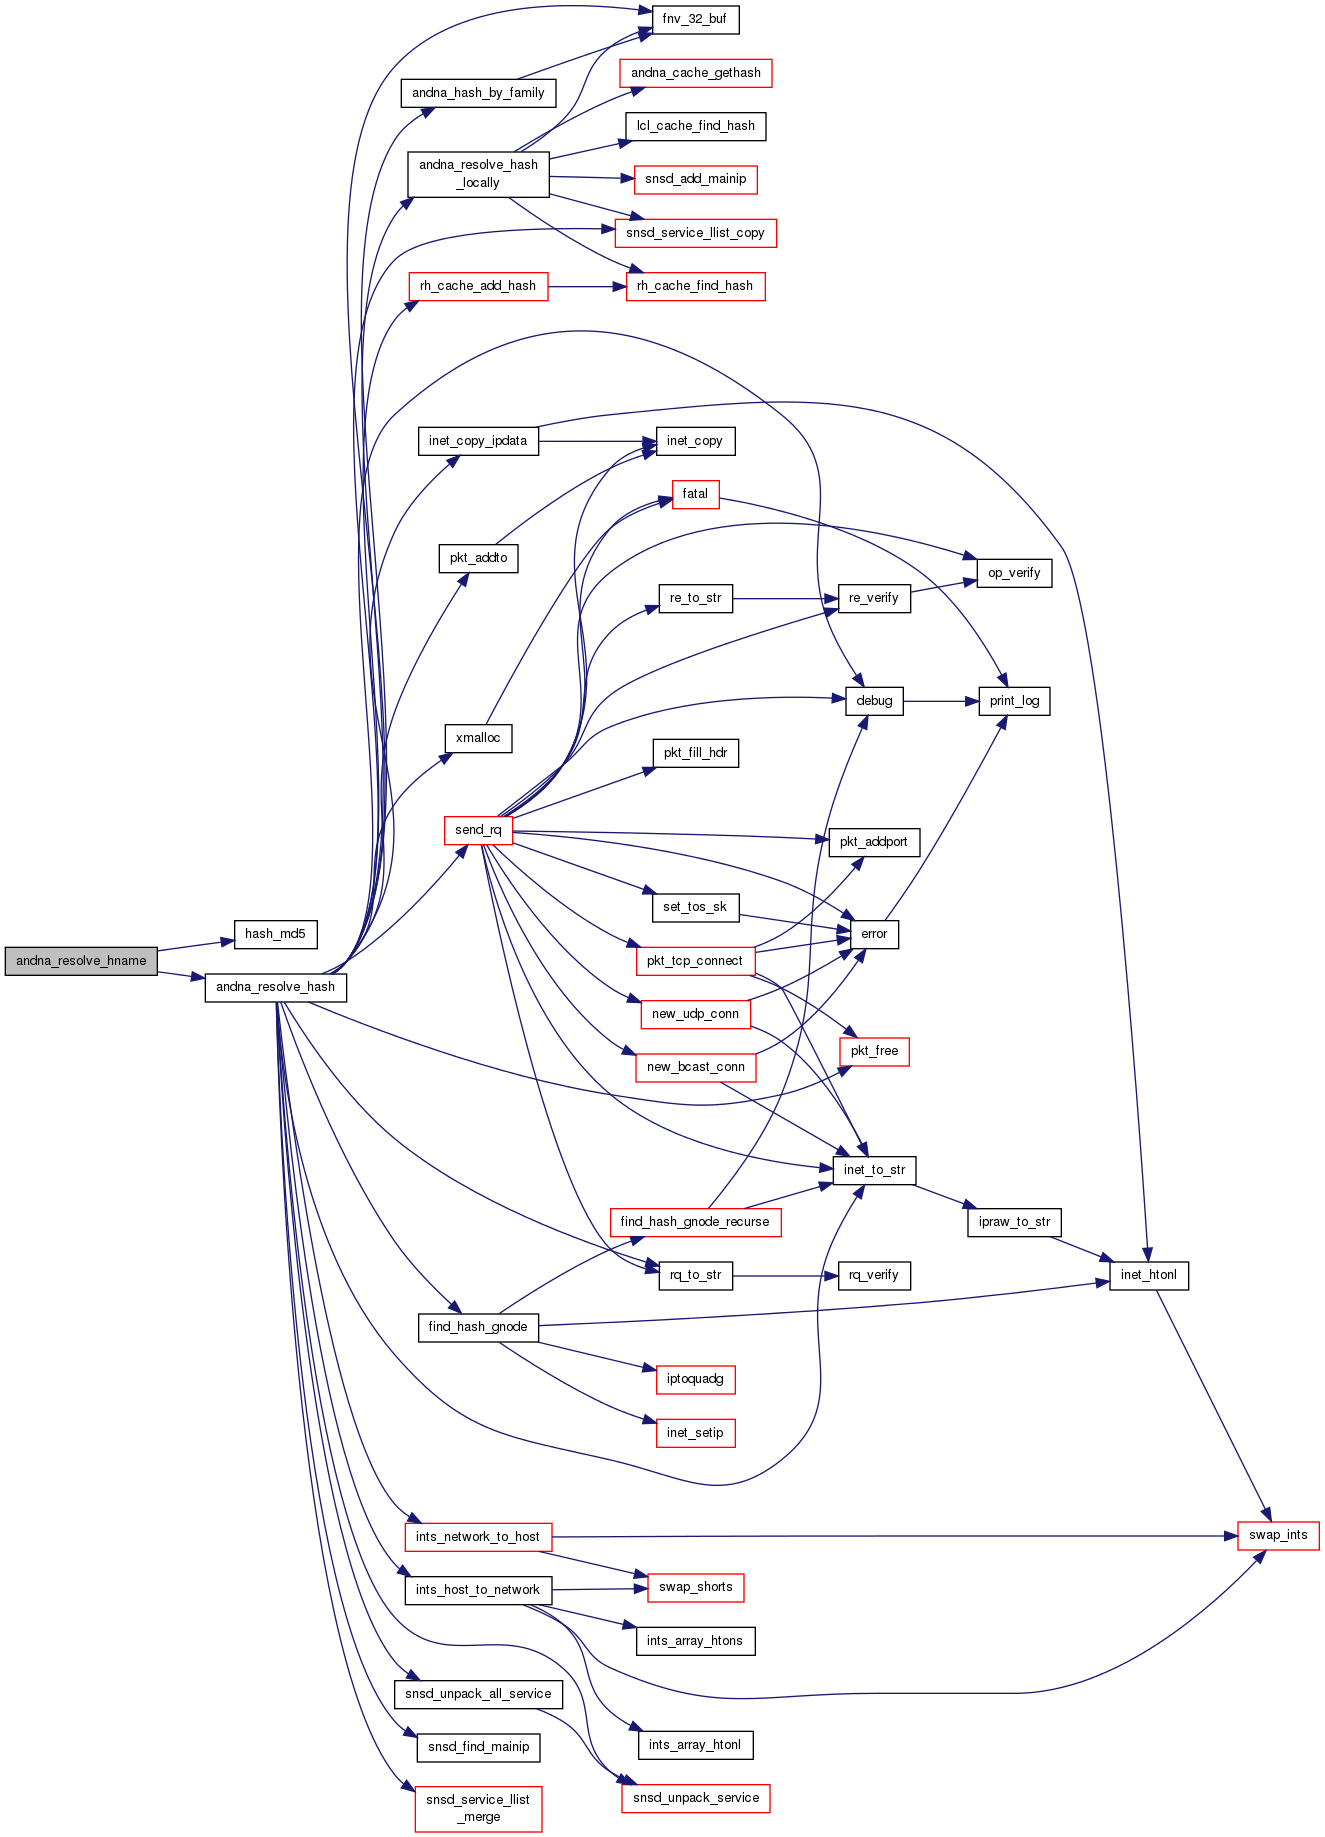 fnv_32_buf
andna_cache_gethash
andna_hash_by_family
lcl_cache_find_hash
andna_resolve_hash
_locally
snsd_add_mainip
snsd_service_llist_copy
rh_cache_add_hash
rh_cache_find_hash
inet_copy_ipdata
inet_copy
fatal
pkt_addto
op_verify
re_to_str
re_verify
debug
print_log
xmalloc
pkt_fill_hdr
send_rq
pkt_addport
set_tos_sk
error
hash_md5
andna_resolve_hname
pkt_tcp_connect
andna_resolve_hash
new_udp_conn
pkt_free
new_bcast_conn
inet_to_str
find_hash_gnode_recurse
ipraw_to_str
rq_to_str
rq_verify
inet_htonl
find_hash_gnode
iptoquadg
inet_setip
ints_network_to_host
swap_ints
ints_host_to_network
swap_shorts
ints_array_htons
snsd_unpack_all_service
snsd_find_mainip
ints_array_htonl
snsd_unpack_service
snsd_service_llist
_merge